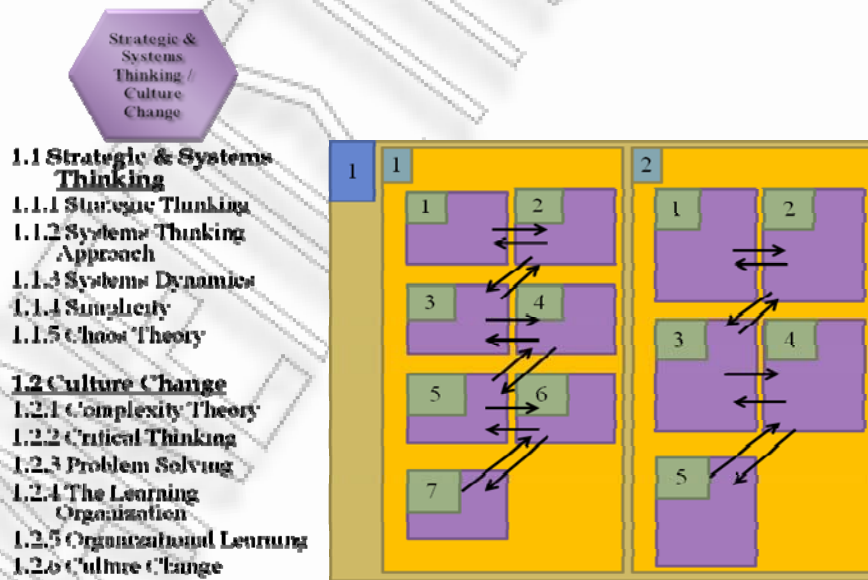 Strategic &
Systems
Thinking /
Culture
Change
1.1 Strategic & Systems
Thinking
1.1.1 Strategic Thinking
1.1.2 Systems Thinking
Approach
1.1.3 Systems Dynamics
1.1.4 Simplicity
1.1.5 Chaos Theory
1.2 Culture Change
1.2.1 Complexity Theory
1.2.2 Critical Thinking
1.2.3 Problem Solving
1.2.4 The Learning
Organization
1.2.5 Organizational Learning
1.2.6 Culture Change
1
1
1
2
3
4
5
6
7
2
1
2
3
4
5